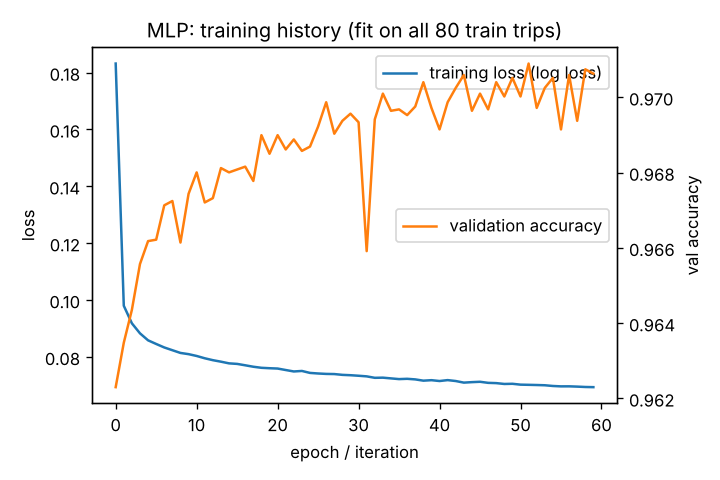 MLP: training history (fit on all 80 train trips)
training loss (log loss)
validation accuracy
loss
0.18
0.16
0.14
0.12
0.10
0.08
val accuracy
0.970
0.968
0.966
0.964
0.962
0 10 20 30 40 50 60
epoch / iteration